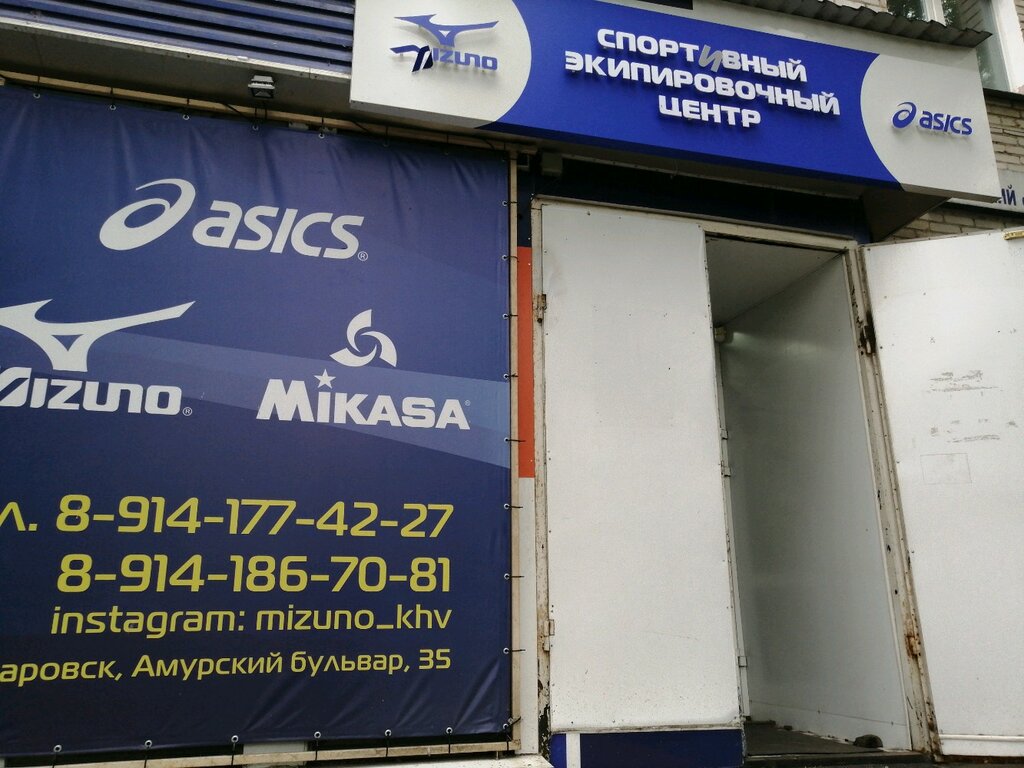 MIZUNO
СПОРТИВНЫЙ
ЭКИПИРОВОЧНЫЙ
ЦЕНТР
asics
asics®
MIZUNO®
MIKASA®
л. 8-914-177-42-27
8-914-186-70-81
instagram: mizuno_khv
аровск, Амурский бульвар, 35